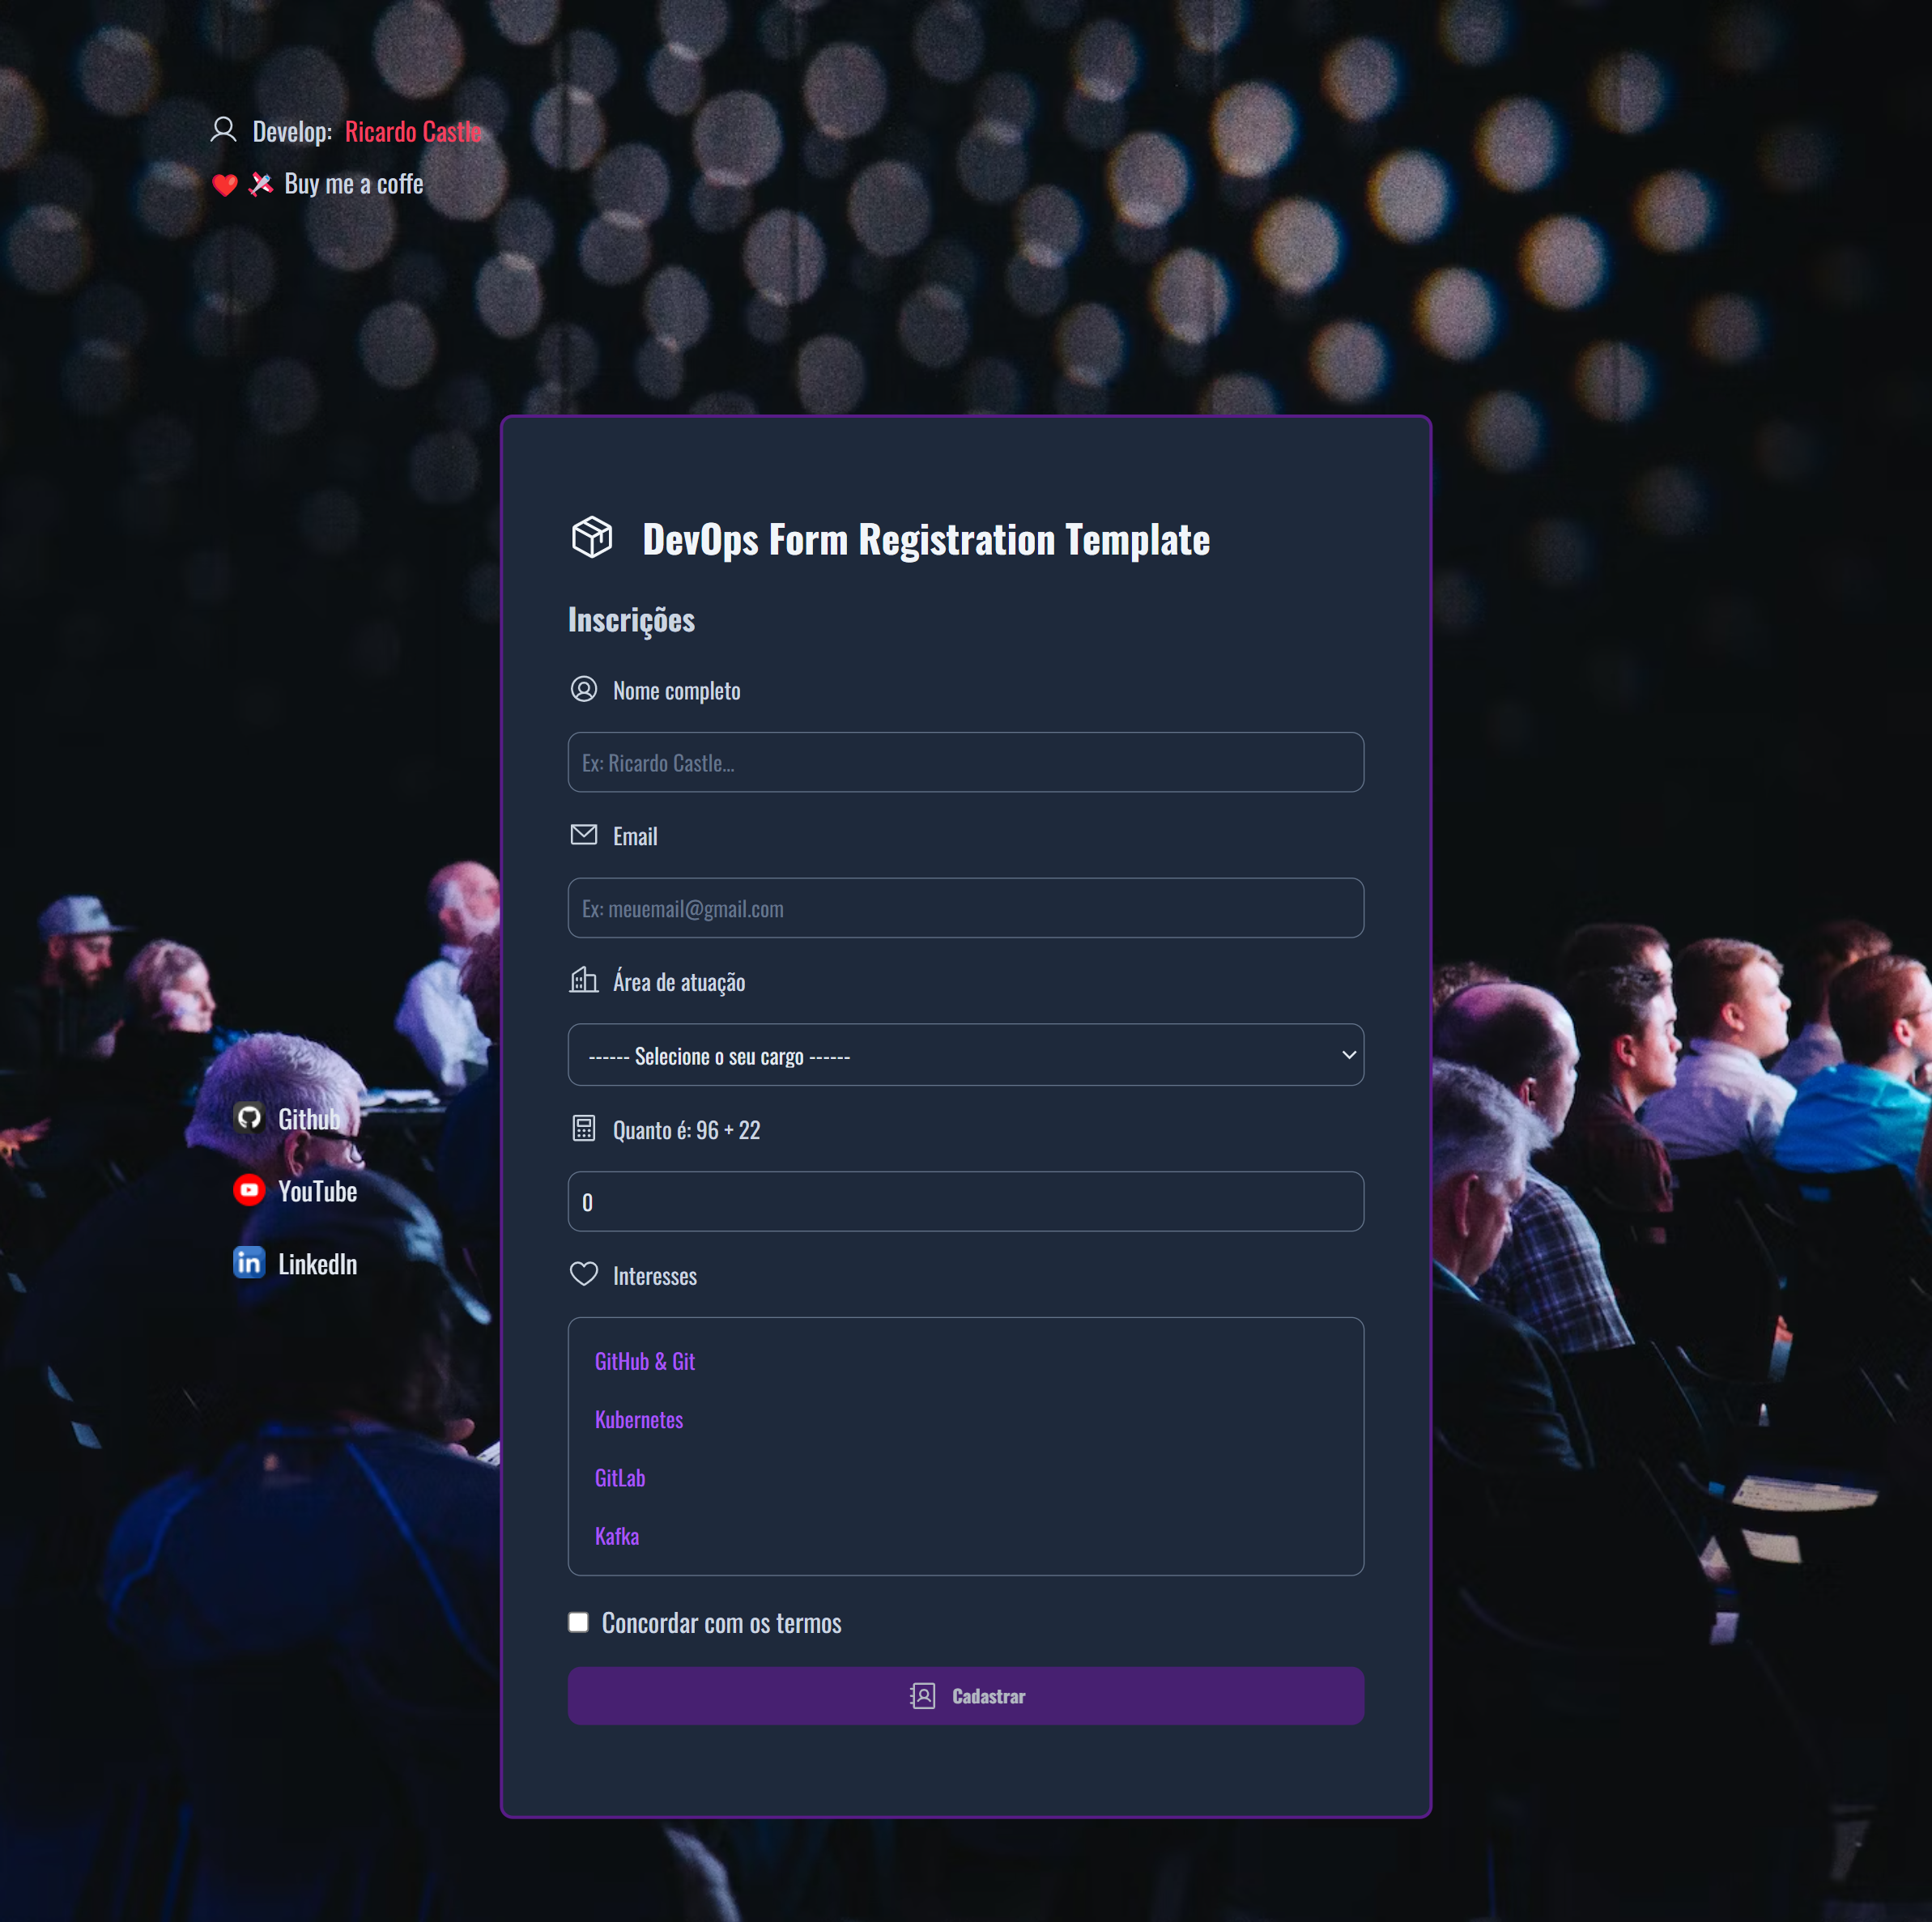 Develop: Ricardo Castle
Buy me a coffe
DevOps Form Registration Template
Inscrições
Nome completo
Ex: Ricardo Castle...
Email
Ex: meuemail@gmail.com
Área de atuação
------ Selecione o seu cargo ------
Quanto é: 96 + 22
0
Interesses
GitHub & Git
Kubernetes
GitLab
Kafka
Concordar com os termos
Cadastrar
Github
YouTube
in LinkedIn